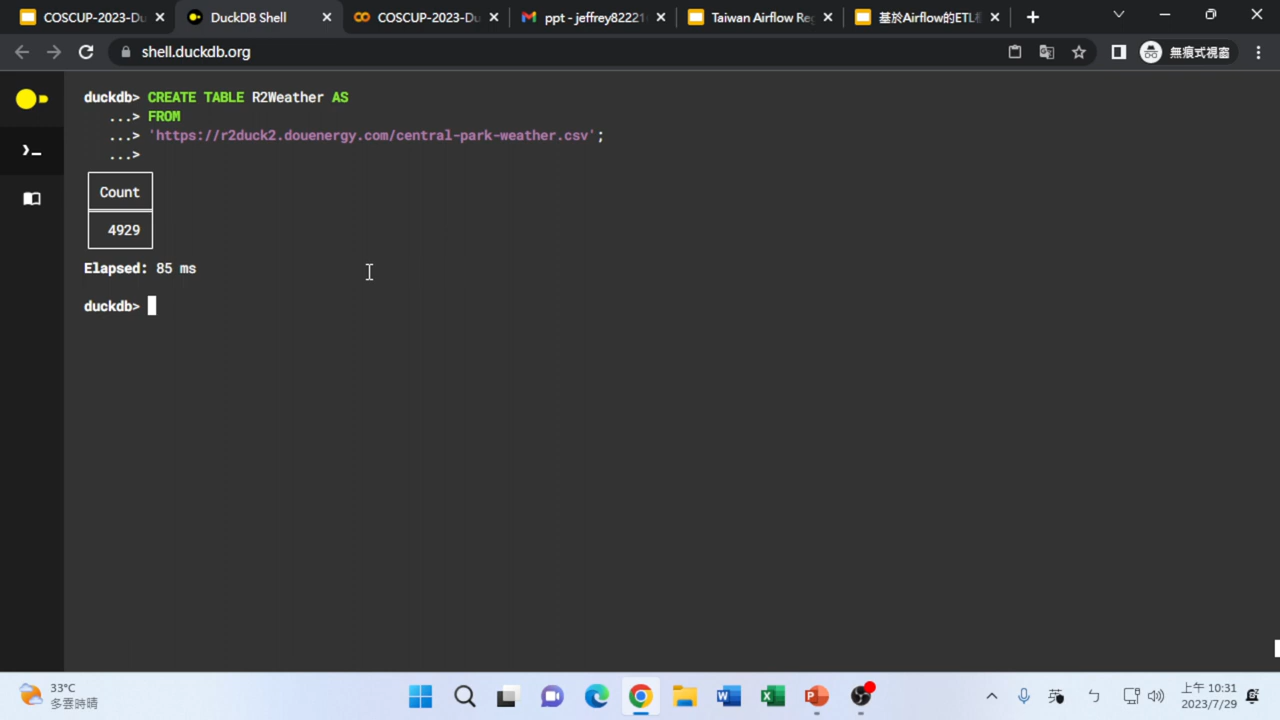 COSCUP-2023-Du
DuckDB Shell
COSCUP-2023-Du
ppt - jeffrey82221
Taiwan Airflow Reg
基於Airflow的ETL
shell.duckdb.org
無痕式視窗
duckdb> CREATE TABLE R2Weather AS
...> FROM
...> 'https://r2duck2.douenergy.com/central-park-weather.csv';
...>
Count
4929
Elapsed: 85 ms
duckdb>
33°C
多雲時晴
英
ㄅ
上午 10:31
2023/7/29